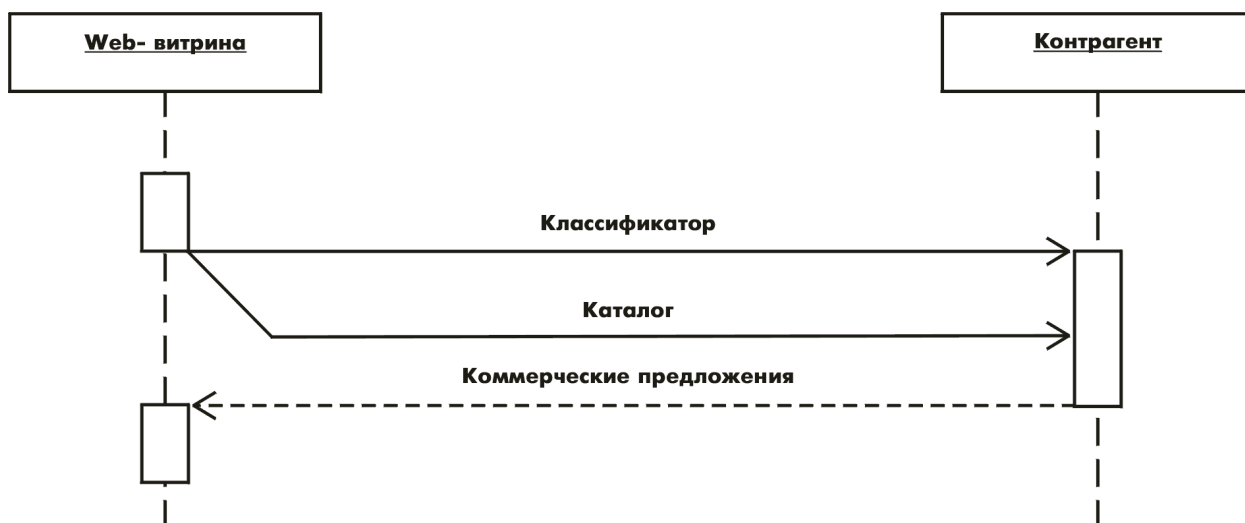 Web- витрина
Контрагент
Классификатор
Каталог
Коммерческие предложения